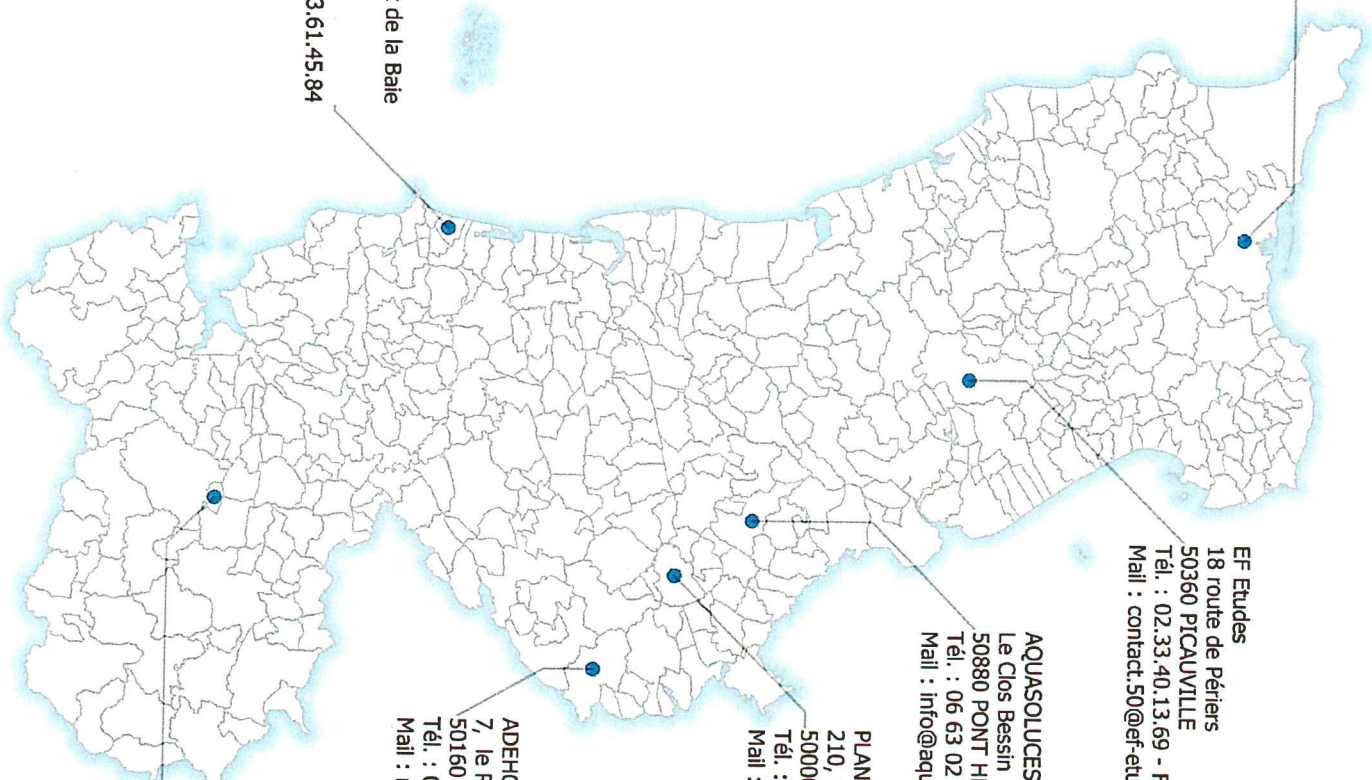 de la Baie
3.61.45.84
EF Etudes
18 route de Périers
50360 PICAUVILLE
Tél. : 02.33.40.13.69 -
Mail : contact.50@ef-etu
AQUASOLUCES
Le Clos Bessin
50880 PONT
Tél. : 06 63 02
Mail : info@aqu
PLAN
210,
5000
Tél. :
Mail :
ADEHO
7, le
50160
Tél. :
Mail :